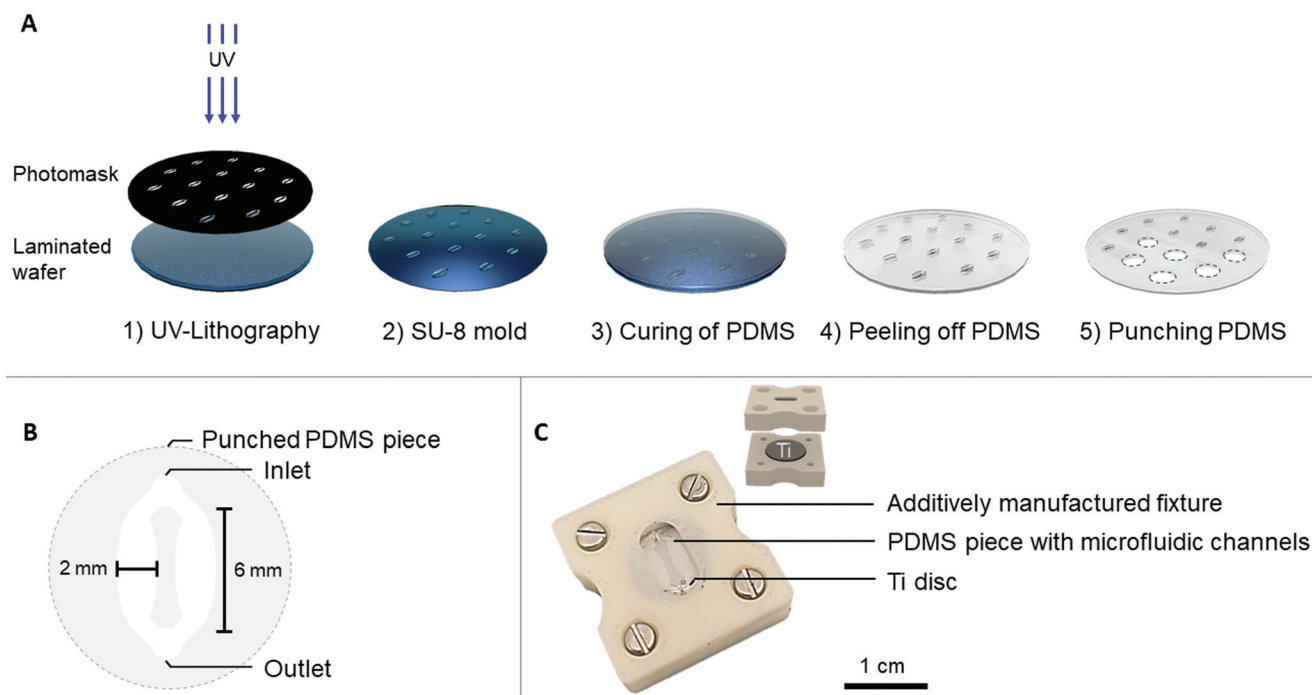 A
UV
Photomask
Laminated
wafer
1) UV-Lithography
2) SU-8 mold
3) Curing of PDMS
4) Peeling off PDMS
5) Punching PDMS
B
Punched PDMS piece
Inlet
2 mm
6 mm
Outlet
C
Ti
Additively manufactured fixture
PDMS piece with microfluidic channels
Ti disc
1 cm